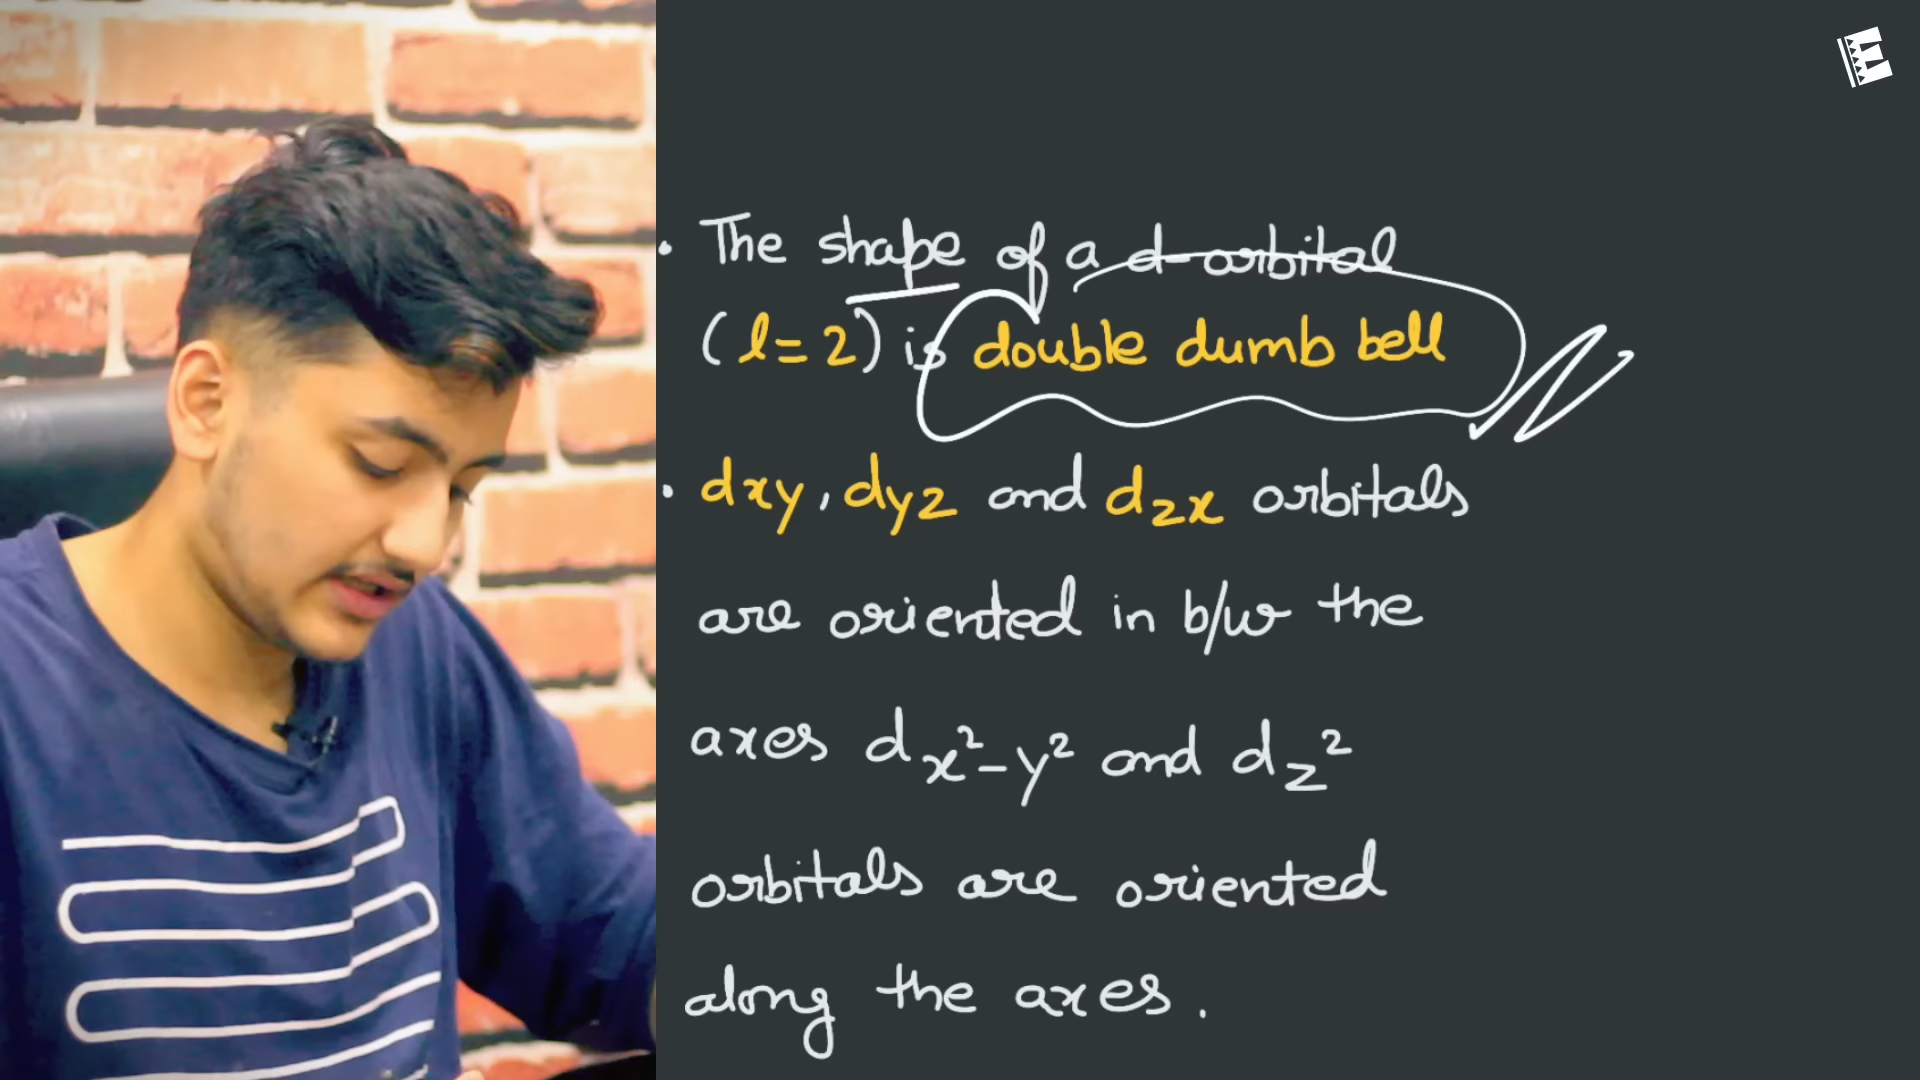 • The shape of a d-orbital
(l=2) is double dumb bell
• dxy, dyz and dzx orbitals
are oriented in b/w the
axes dx²-y² and dz²
orbitals are oriented
along the axes.
E